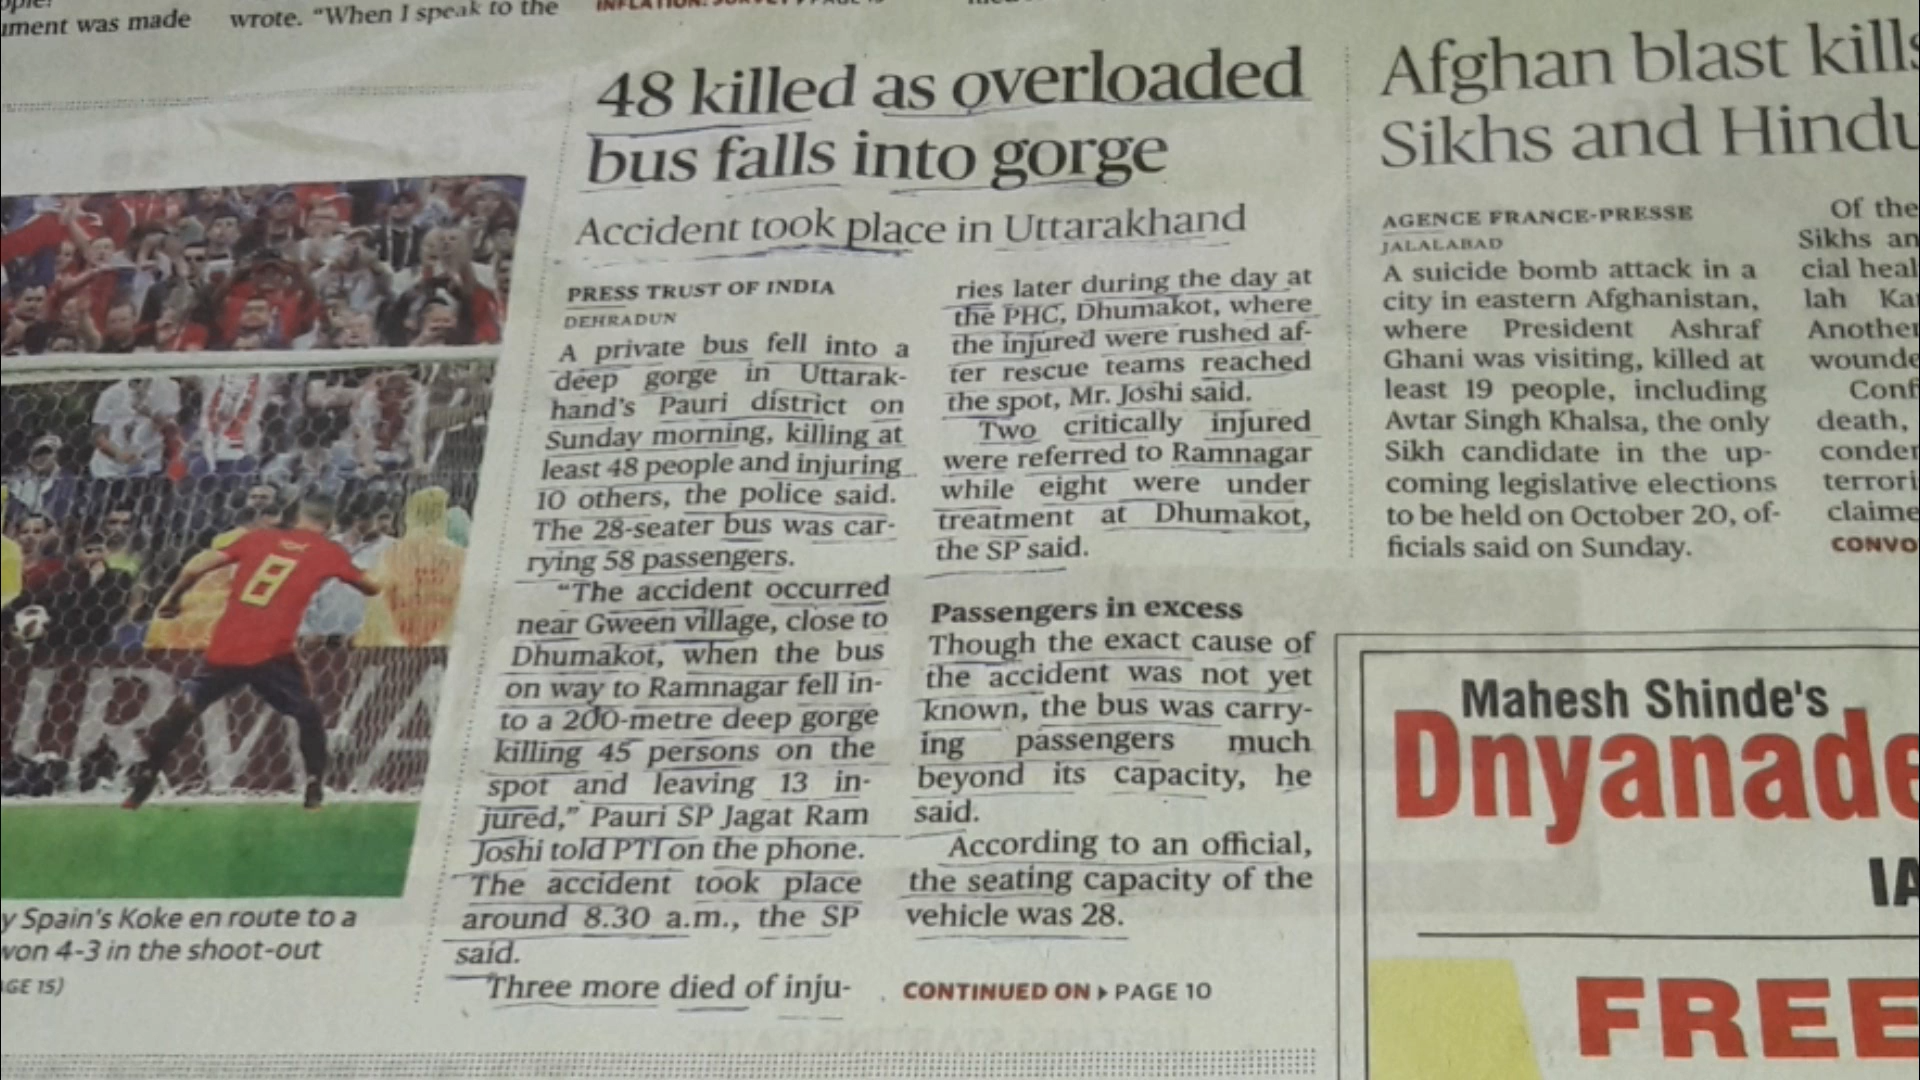 ument was made
wrote. "When I speak to the
48 killed as overloaded
bus falls into gorge
Accident took place in Uttarakhand
PRESS TRUST OF INDIA
DEHRADUN
A private bus fell into a
deep gorge in Uttarak-
hand's Pauri district on
Sunday morning, killing at
least 48 people and injuring
10 others, the police said.
The 28-seater bus was car-
rying 58 passengers.
"The accident occurred
near Gween village, close to
Dhumakot, when the bus
on way to Ramnagar fell in-
to a 200-metre deep gorge
killing 45 persons on the
spot and leaving 13 in-
jured," Pauri SP Jagat Ram
Joshi told PTI on the phone.
The accident took place
around 8.30 a.m., the SP
said.
Three more died of inju-
ries later during the day at
the PHC, Dhumakot, where
the injured were rushed af-
ter rescue teams reached
the spot, Mr. Joshi said.
Two critically injured
were referred to Ramnagar
while eight were under
treatment at Dhumakot,
the SP said.
Passengers in excess
Though the exact cause of
the accident was not yet
known, the bus was carry-
ing passengers much
beyond its capacity, he
said.
According to an official,
the seating capacity of the
vehicle was 28.
CONTINUED ON ▸ PAGE 10
Afghan blast kills
Sikhs and Hindu
AGENCE FRANCE-PRESSE
JALALABAD
A suicide bomb attack in a
city in eastern Afghanistan,
where President Ashraf
Ghani was visiting, killed at
least 19 people, including
Avtar Singh Khalsa, the only
Sikh candidate in the up-
coming legislative elections
to be held on October 20, of-
ficials said on Sunday.
Of the
Sikhs an
cial heal
lah Kar
Another
wounde
Conf
death,
conder
terrori
claime
CONVO
8
y Spain's Koke en route to a
won 4-3 in the shoot-out
GE 15)
Mahesh Shinde's
Dnyanade
IA
FREE